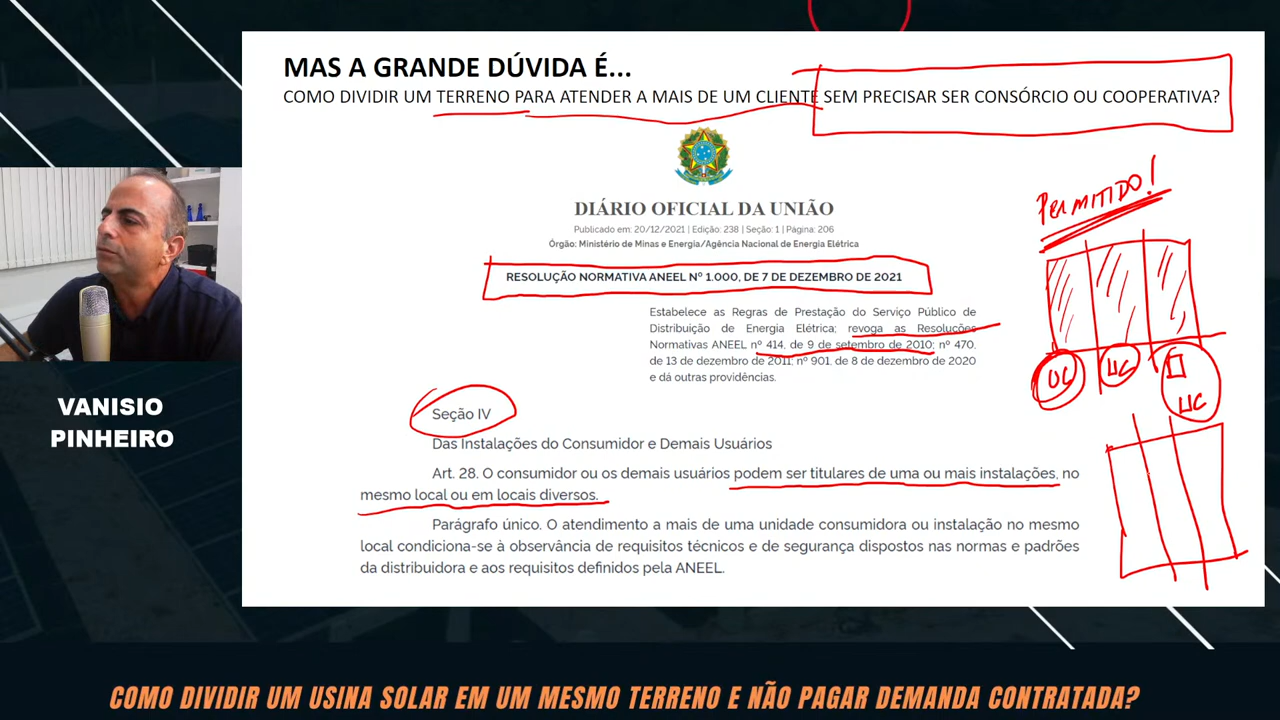 MAS A GRANDE DÚVIDA É...
COMO DIVIDIR UM TERRENO PARA ATENDER A MAIS DE UM CLIENTE SEM PRECISAR SER CONSÓRCIO OU COOPERATIVA?
DIÁRIO OFICIAL DA UNIÃO
Publicado em: 20/12/2021 | Edição: 238 | Seção: 1 | Página: 206
Órgão: Ministério de Minas e Energia/Agência Nacional de Energia Elétrica
RESOLUÇÃO NORMATIVA ANEEL Nº 1.000, DE 7 DE DEZEMBRO DE 2021
Estabelece as Regras de Prestação do Serviço Público de
Distribuição de Energia Elétrica; revoga as Resoluções
Normativas ANEEL nº 414, de 9 de setembro de 2010; nº 470,
de 13 de dezembro de 2011; nº 901, de 8 de dezembro de 2020
e dá outras providências.
PERMITIDO!
UC
UC
UC
Seção IV
Das Instalações do Consumidor e Demais Usuários
Art. 28. O consumidor ou os demais usuários podem ser titulares de uma ou mais instalações, no
mesmo local ou em locais diversos.
Parágrafo único. O atendimento a mais de uma unidade consumidora ou instalação no mesmo
local condiciona-se à observância de requisitos técnicos e de segurança dispostos nas normas e padrões
da distribuidora e aos requisitos definidos pela ANEEL.
VANISIO
PINHEIRO
COMO DIVIDIR UM USINA SOLAR EM UM MESMO TERRENO E NÃO PAGAR DEMANDA CONTRATADA?